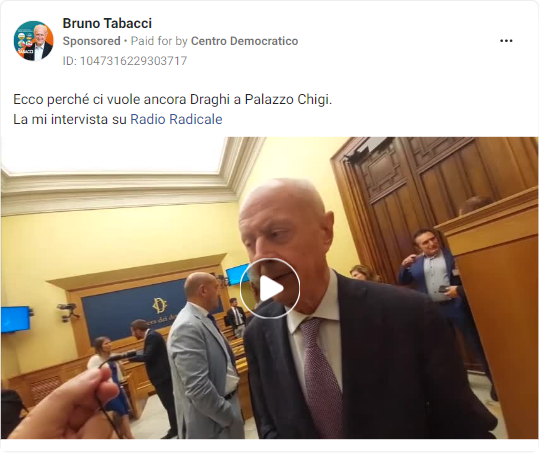 Bruno Tabacci
Sponsored • Paid for by Centro Democratico
ID: 1047316229303717
Ecco perché ci vuole ancora Draghi a Palazzo Chigi.
La mi intervista su Radio Radicale